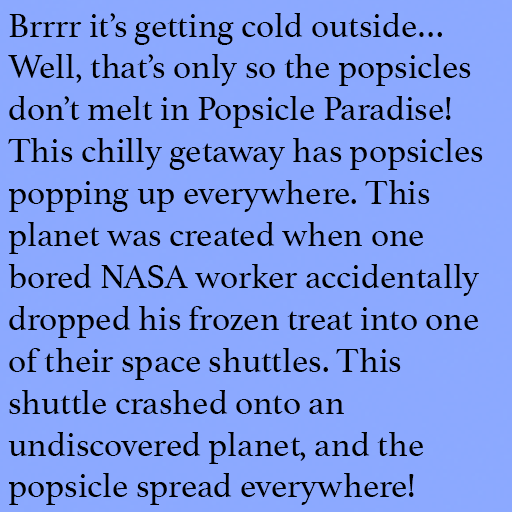 Brrrr it’s getting cold outside...
Well, that’s only so the popsicles
don’t melt in Popsicle Paradise!
This chilly getaway has popsicles
popping up everywhere. This
planet was created when one
bored NASA worker accidentally
dropped his frozen treat into one
of their space shuttles. This
shuttle crashed onto an
undiscovered planet, and the
popsicle spread everywhere!